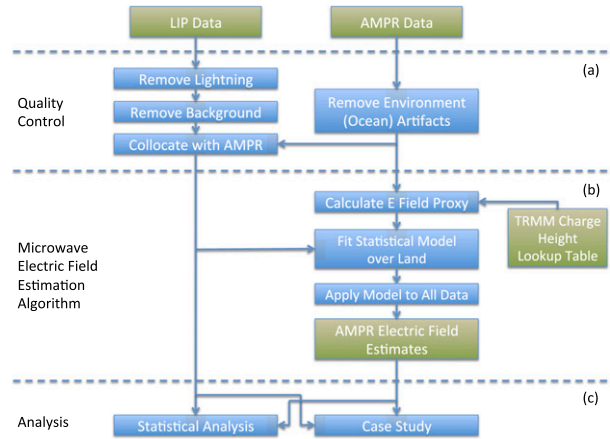 LIP Data
AMPR Data
(a)
Quality
Control
Remove Lightning
Remove Background
Collocate with AMPR
Remove Environment
(Ocean) Artifacts
(b)
Microwave
Electric Field
Estimation
Algorithm
Calculate E Field Proxy
TRMM Charge
Height
Lookup Table
Fit Statistical Model
over Land
Apply Model to All Data
AMPR Electric Field
Estimates
(c)
Analysis
Statistical Analysis
Case Study